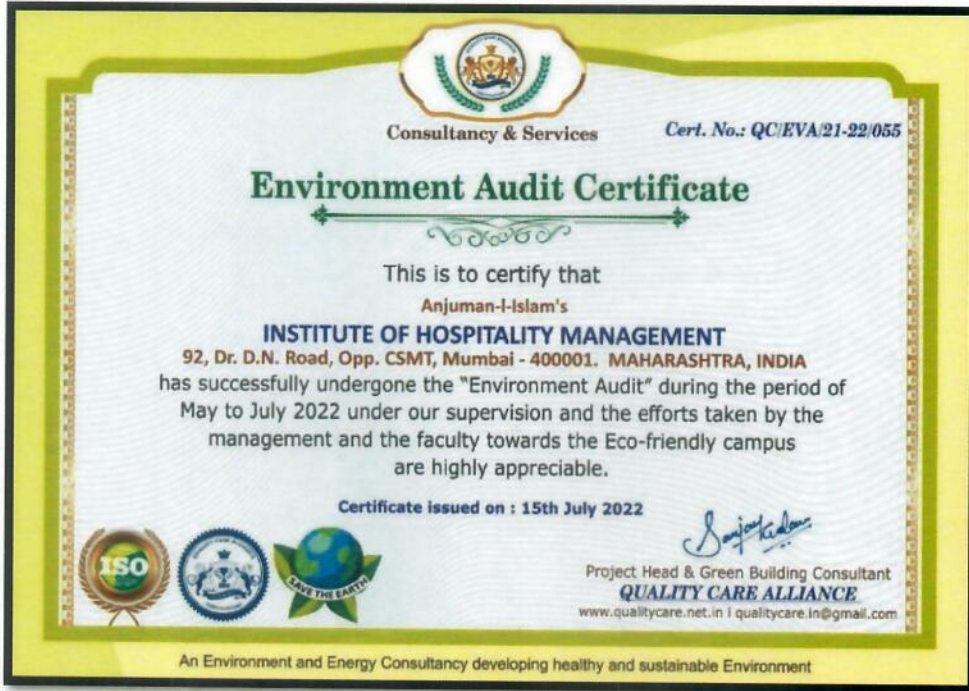 Consultancy & Services
Cert. No.: QC/EVA/21-22/055
Environment Audit Certificate
This is to certify that
Anjuman-I-Islam's
INSTITUTE OF HOSPITALITY MANAGEMENT
92, Dr. D.N. Road, Opp. CSMT, Mumbai - 400001. MAHARASHTRA, INDIA
has successfully undergone the "Environment Audit" during the period of
May to July 2022 under our supervision and the efforts taken by the
management and the faculty towards the Eco-friendly campus
are highly appreciable.
Certificate issued on : 15th July 2022
ISO
SAVE THE EARTH
Sanjay
Project Head & Green Building Consultant
QUALITY CARE ALLIANCE
www.qualitycare.net.in I qualitycare.in@gmail.com
An Environment and Energy Consultancy developing healthy and sustainable Environment